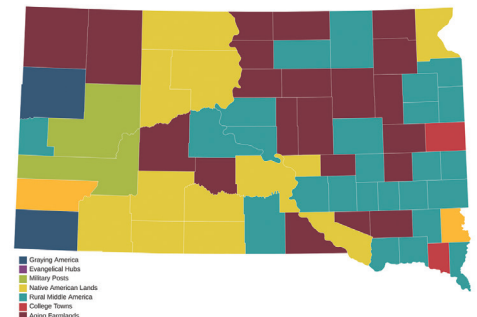 Graying America
Evangelical Hubs
Military Posts
Native American Lands
Rural Middle America
College Towns
Aging Farmlands